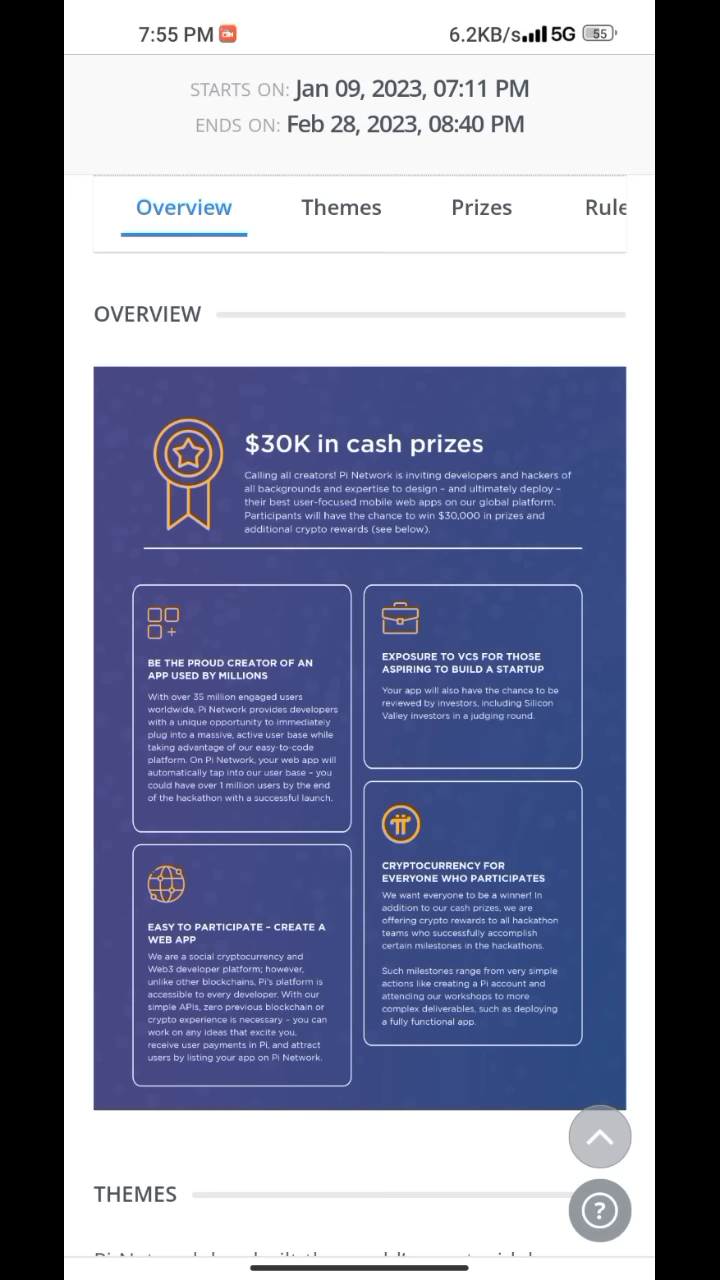 7:55 PM
6.2KB/s 5G 55
STARTS ON: Jan 09, 2023, 07:11 PM
ENDS ON: Feb 28, 2023, 08:40 PM
Overview Themes Prizes Rule
OVERVIEW
$30K in cash prizes
Calling all creators! Pi Network is inviting developers and hackers of
all backgrounds and expertise to design – and ultimately deploy –
their best user-focused mobile web apps on our global platform.
Participants will have the chance to win $30,000 in prizes and
additional crypto rewards (see below).
BE THE PROUD CREATOR OF AN
APP USED BY MILLIONS
With over 35 million engaged users
worldwide, Pi Network provides developers
with a unique opportunity to immediately
plug into a massive, active user base while
taking advantage of our easy-to-code
platform. On Pi Network, your web app will
automatically tap into our user base – you
could have over 1 million users by the end
of the hackathon with a successful launch.
EXPOSURE TO VCS FOR THOSE
ASPIRING TO BUILD A STARTUP
Your app will also have the chance to be
reviewed by investors, including Silicon
Valley investors in a judging round.
EASY TO PARTICIPATE – CREATE A
WEB APP
We are a social cryptocurrency and
Web3 developer platform; however,
unlike other blockchains, Pi's platform is
accessible to every developer. With our
simple APIs, zero previous blockchain or
crypto experience is necessary – you can
work on any ideas that excite you,
receive user payments in Pi, and attract
users by listing your app on Pi Network.
CRYPTOCURRENCY FOR
EVERYONE WHO PARTICIPATES
We want everyone to be a winner! In
addition to our cash prizes, we are
offering crypto rewards to all hackathon
teams who successfully accomplish
certain milestones in the hackathons.
Such milestones range from very simple
actions like creating a Pi account and
attending our workshops to more
complex deliverables, such as deploying
a fully functional app.
THEMES
?